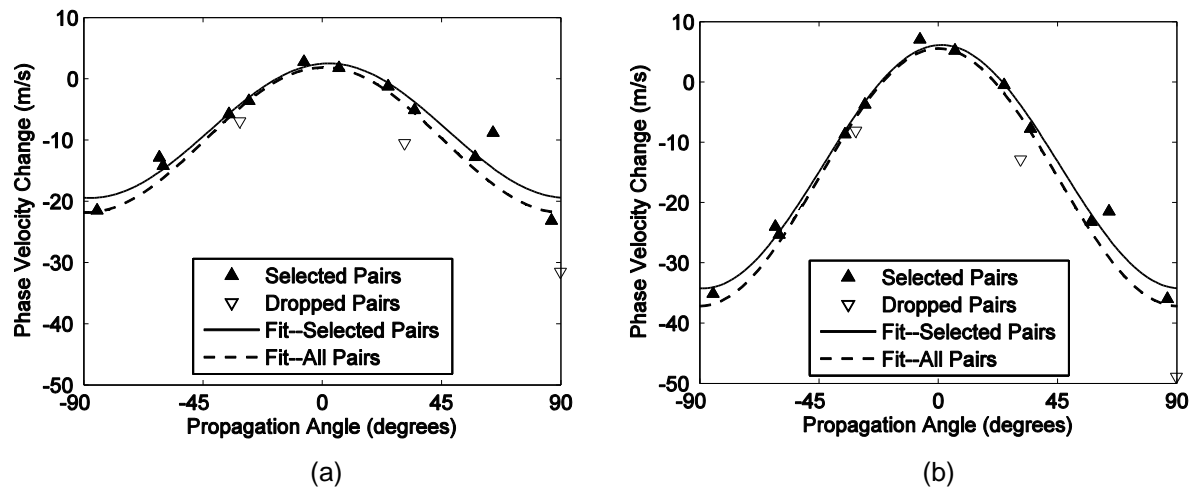 10
0
-10
-20
-30
-40
-50
Phase Velocity Change (m/s)
Selected Pairs
Dropped Pairs
Fit--Selected Pairs
Fit--All Pairs
-90
-45
0
45
90
Propagation Angle (degrees)
(a)
10
0
-10
-20
-30
-40
-50
Phase Velocity Change (m/s)
Selected Pairs
Dropped Pairs
Fit--Selected Pairs
Fit--All Pairs
-90
-45
0
45
90
Propagation Angle (degrees)
(b)